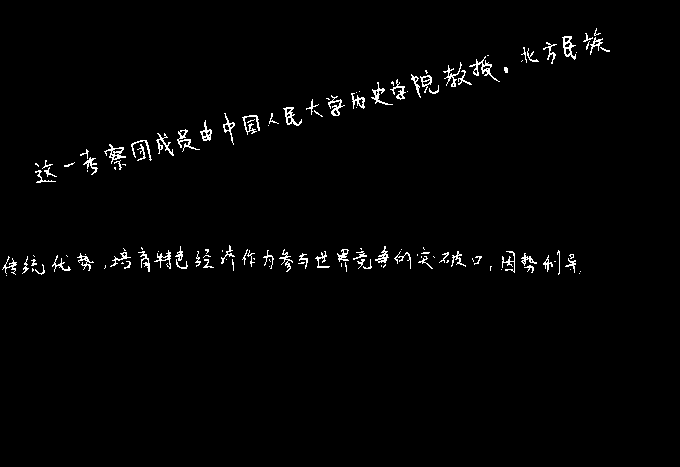 这一考察团成员由中国人民大学历史学院教授。北方民族
传统优势,培育特色经济作为参与世界竞争的突破口,因势利导